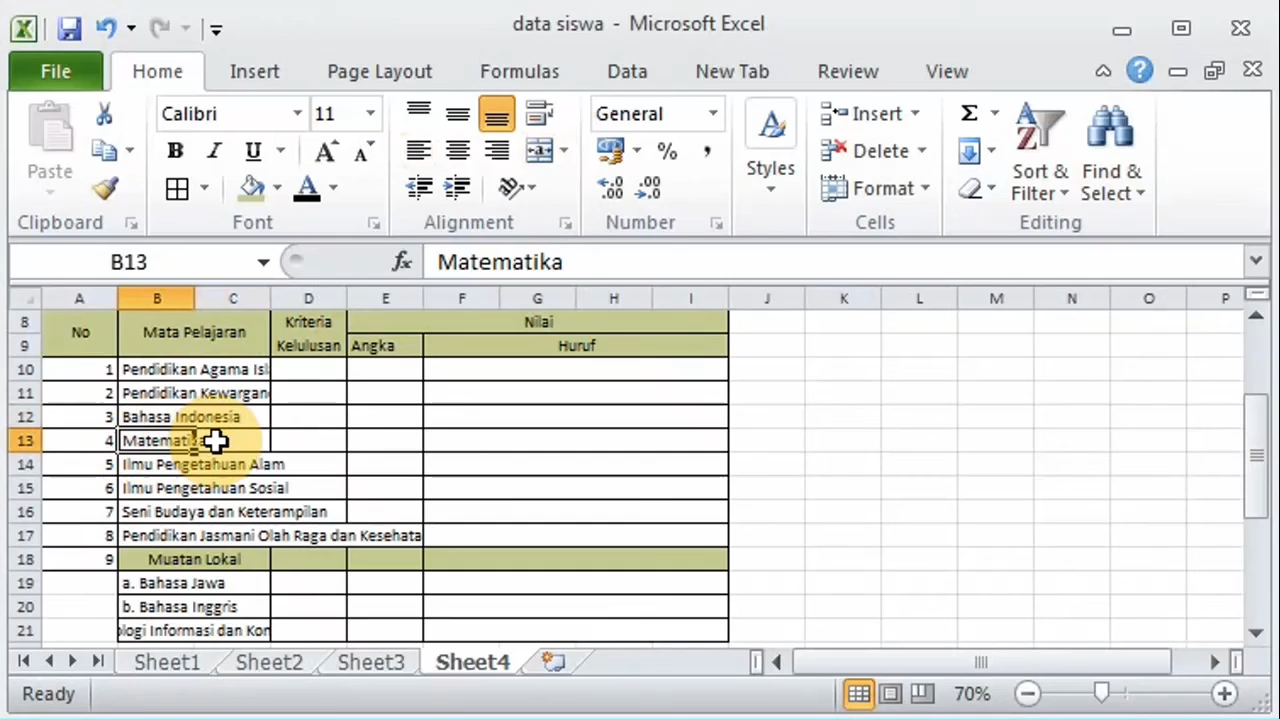 data siswa - Microsoft Excel
File Home Insert Page Layout Formulas Data New Tab Review View
Calibri 11 General Insert
B I U A A % , Styles Delete Sort & Find &
Paste Format Filter Select
Clipboard Font Alignment Number Cells Editing
B13 fx Matematika
A B C D E F G H I J K L M N O P
8 No Mata Pelajaran Kriteria Nilai
9 Kelulusan Angka Huruf
10 1 Pendidikan Agama Isl
11 2 Pendidikan Kewargan
12 3 Bahasa Indonesia
13 4 Matematika
14 5 Ilmu Pengetahuan Alam
15 6 Ilmu Pengetahuan Sosial
16 7 Seni Budaya dan Keterampilan
17 8 Pendidikan Jasmani Olah Raga dan Kesehata
18 9 Muatan Lokal
19 a. Bahasa Jawa
20 b. Bahasa Inggris
21 ologi Informasi dan Kom
Sheet1 Sheet2 Sheet3 Sheet4
Ready 70%